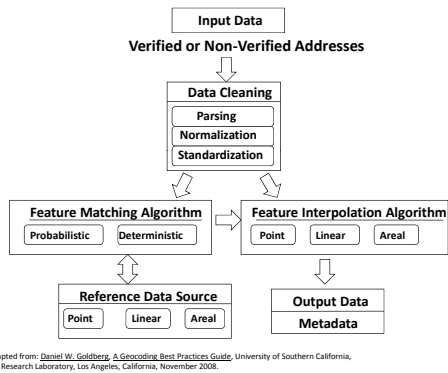 Input Data
Verified or Non-Verified Addresses
Data Cleaning
Parsing
Normalization
Standardization
Feature Matching Algorithm
Probabilistic Deterministic
Feature Interpolation Algorithm
Point Linear Areal
Reference Data Source
Point Linear Areal
Output Data
Metadata
from: Daniel W. Goldberg, A Geocoding Best Practices Guide, University of Southern California,
Research Laboratory, Los Angeles, California, November 2008.